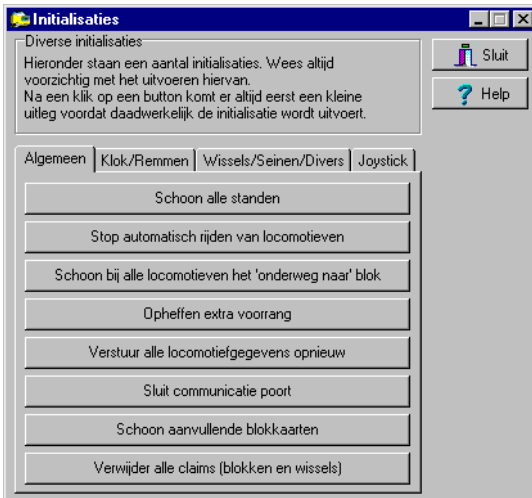 Initialisaties
Diverse initialisaties
Hieronder staan een aantal initialisaties. Wees altijd
voorzichtig met het uitvoeren hiervan.
Na een klik op een button komt er altijd eerst een kleine
uitleg voordat daadwerkelijk de initialisatie wordt uitvoert.
Sluit
Help
Algemeen Klok/Remmen Wissels/Seinen/Divers Joystick
Schoon alle standen
Stop automatisch rijden van locomotieven
Schoon bij alle locomotieven het 'onderweg naar' blok
Opheffen extra voorrang
Verstuur alle locomotiefgegevens opnieuw
Sluit communicatie poort
Schoon aanvullende blokkaarten
Verwijder alle claims (blokken en wissels)